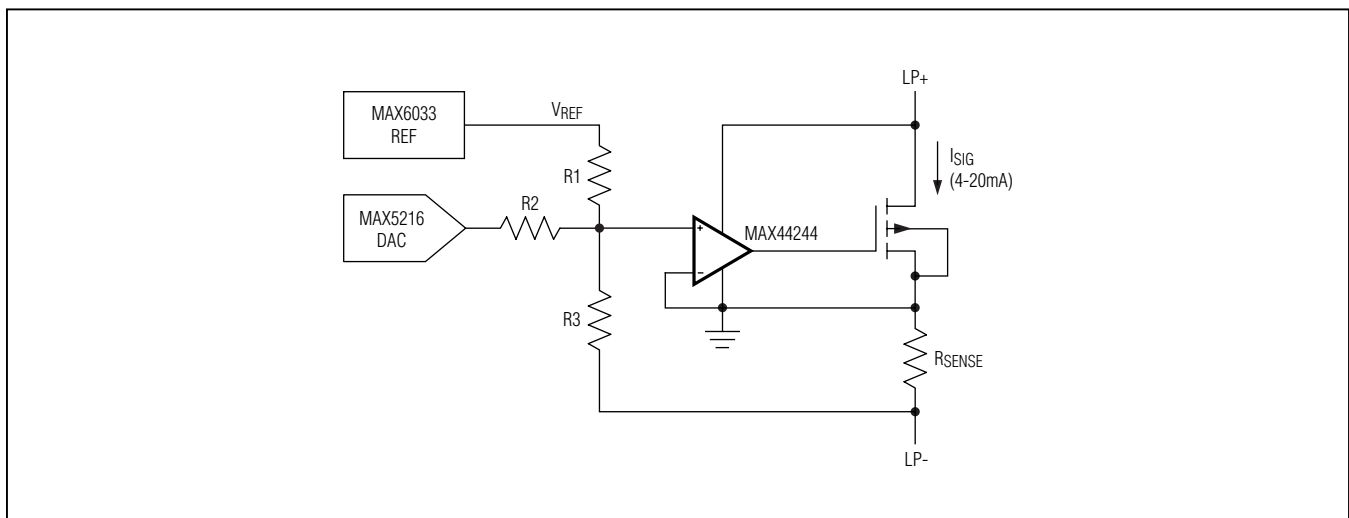 LP+
MAX6033
REF
VREF
ISIG
(4-20mA)
R1
R2
MAX5216
DAC
+
MAX44244
-
R3
RSENSE
LP-